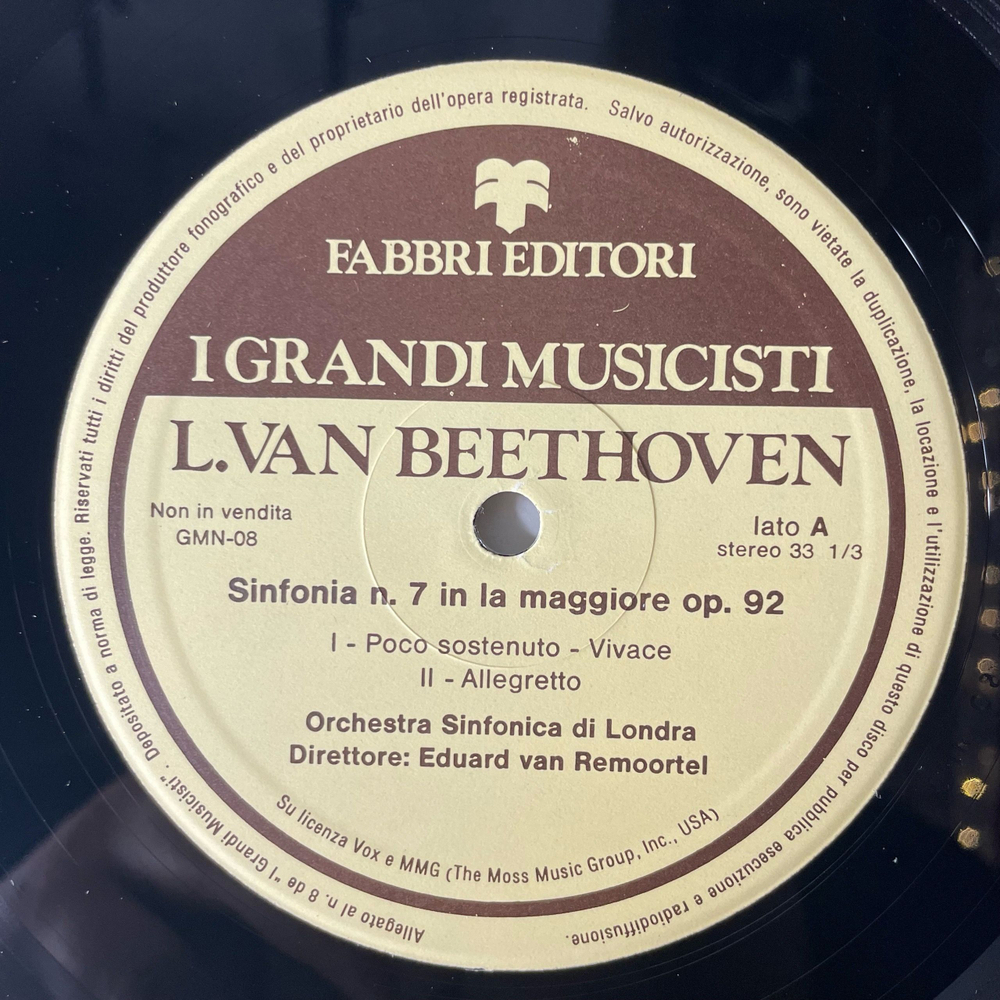 FABBRI EDITORI
I GRANDI MUSICISTI
L.VAN BEETHOVEN
Non in vendita
GMN-08
lato A
stereo 33 1/3
Sinfonia n. 7 in la maggiore op. 92
I - Poco sostenuto - Vivace
II - Allegretto
Orchestra Sinfonica di Londra
Direttore: Eduard van Remoortel
Su licenza Vox e MMG (The Moss Music Group, Inc., USA)
Allegato al n. 8 de "I Grandi Musicisti". Depositato a norma di legge. Riservati tutti i diritti del produttore fonografico e del proprietario dell'opera registrata. Salvo autorizzazione, sono vietate la duplicazione, la locazione e l'utilizzazione di questo disco per pubblica esecuzione e radiodiffusione.